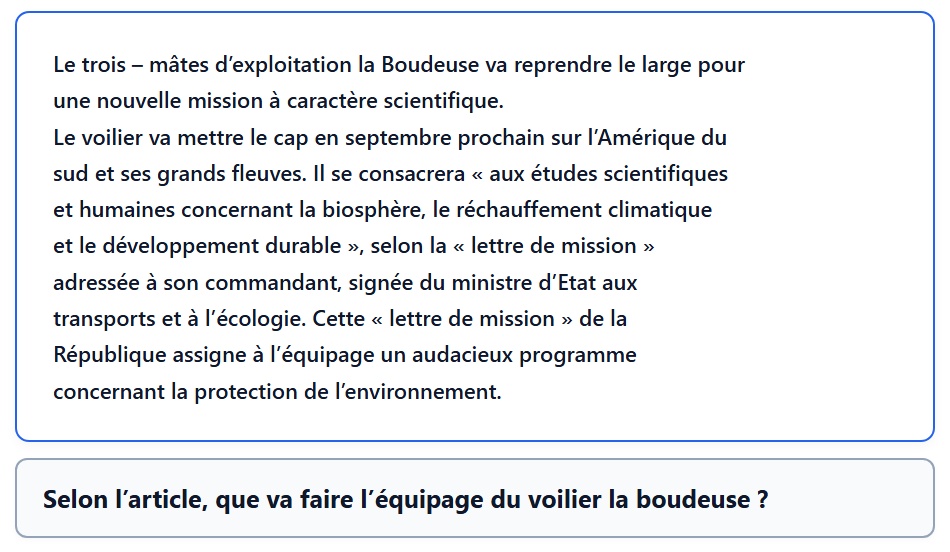 Le trois – mâtes d’exploitation la Boudeuse va reprendre le large pour
une nouvelle mission à caractère scientifique.
Le voilier va mettre le cap en septembre prochain sur l’Amérique du
sud et ses grands fleuves. Il se consacrera « aux études scientifiques
et humaines concernant la biosphère, le réchauffement climatique
et le développement durable », selon la « lettre de mission »
adressée à son commandant, signée du ministre d’Etat aux
transports et à l’écologie. Cette « lettre de mission » de la
République assigne à l’équipage un audacieux programme
concernant la protection de l’environnement.
Selon l’article, que va faire l’équipage du voilier la boudeuse ?